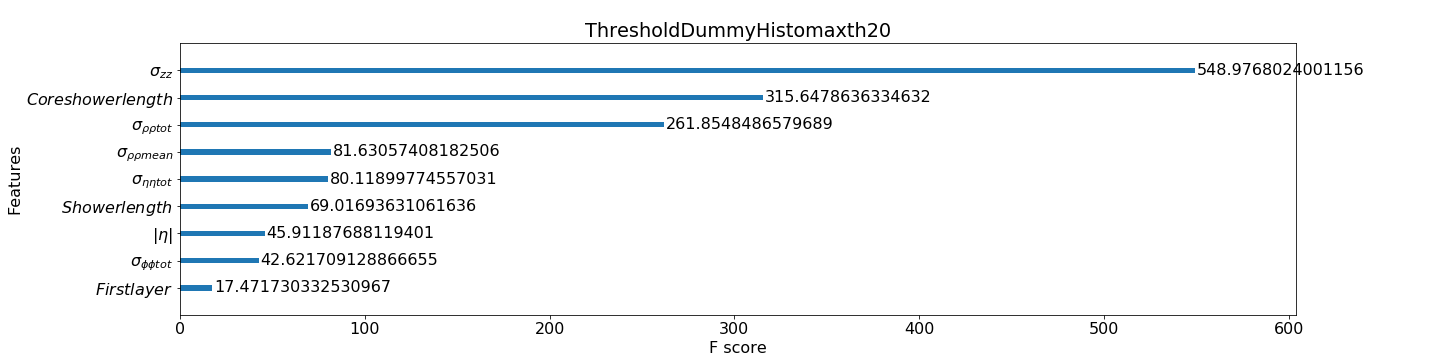 ThresholdDummyHistomaxth20
σzz 548.9768024001156
Coreshowerlength 315.6478636334632
σρρtot 261.8548486579689
σρρmean 81.63057408182506
σηηtot 80.11899774557031
Showerlength 69.01693631061636
|η| 45.91187688119401
σϕϕtot 42.621709128866655
Firstlayer 17.471730332530967
Features
0 100 200 300 400 500 600
F score